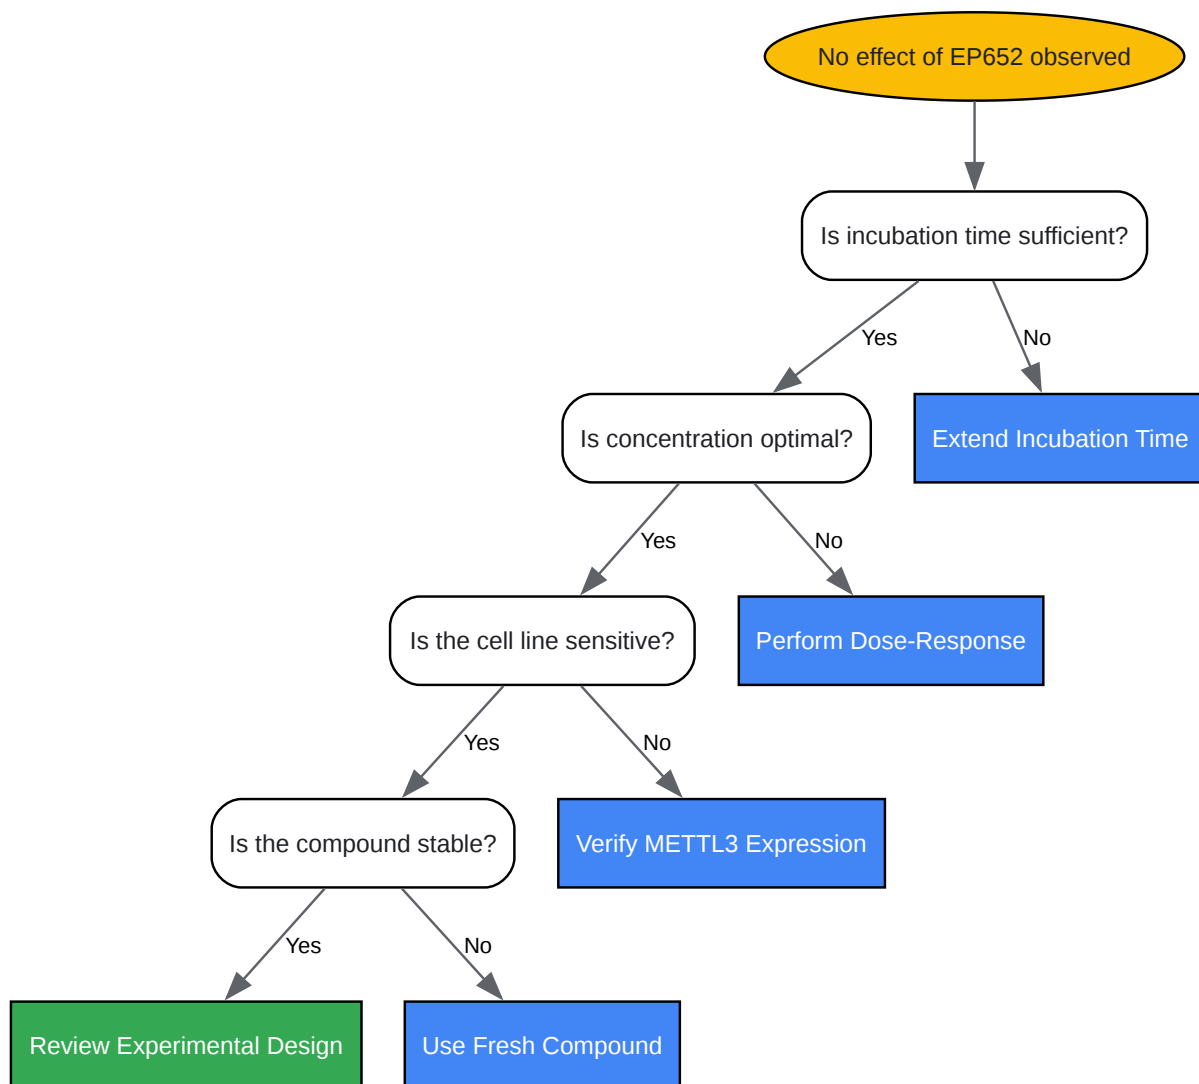 No effect of EP652 observed
Is incubation time sufficient?
Yes
No
Is concentration optimal?
Extend Incubation Time
Yes
No
Is the cell line sensitive?
Perform Dose-Response
Yes
No
Is the compound stable?
Verify METTL3 Expression
Yes
No
Review Experimental Design
Use Fresh Compound